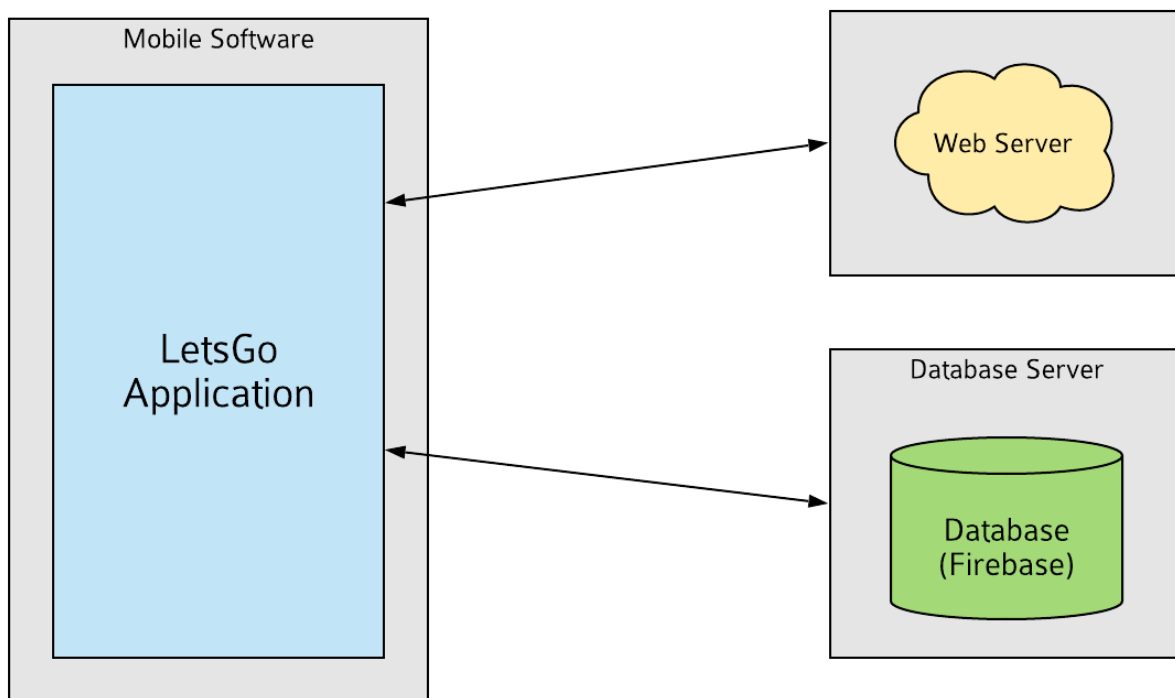 Mobile Software
LetsGo
Application
Web Server
Database Server
Database
(Firebase)